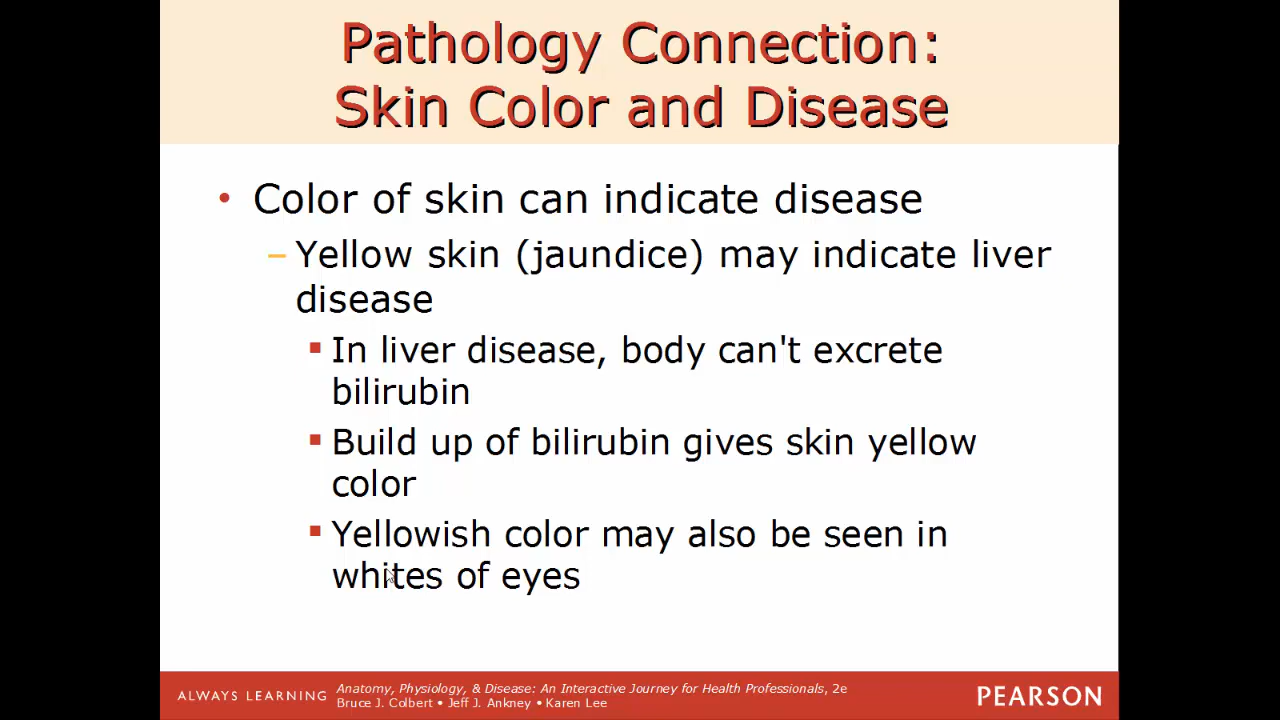 Pathology Connection:
Skin Color and Disease
• Color of skin can indicate disease
– Yellow skin (jaundice) may indicate liver
disease
▪ In liver disease, body can't excrete
bilirubin
▪ Build up of bilirubin gives skin yellow
color
▪ Yellowish color may also be seen in
whites of eyes
ALWAYS LEARNING
Anatomy, Physiology, & Disease: An Interactive Journey for Health Professionals, 2e
Bruce J. Colbert • Jeff J. Ankney • Karen Lee
PEARSON